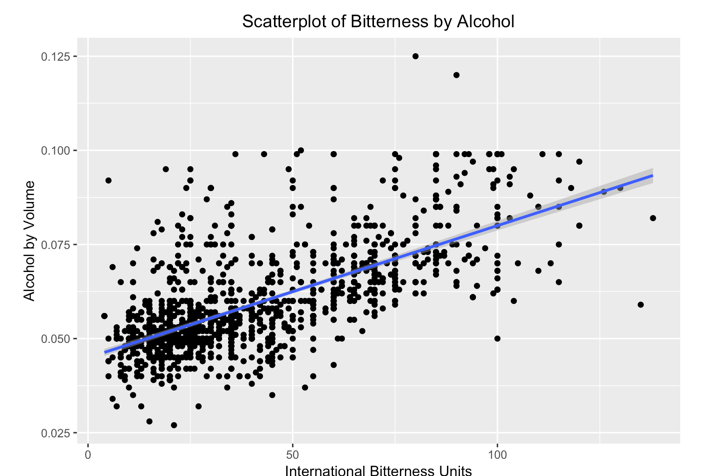 Scatterplot of Bitterness by Alcohol
0.125
0.100
0.075
0.050
0.025
Alcohol by Volume
0 50 100
International Bitterness Units